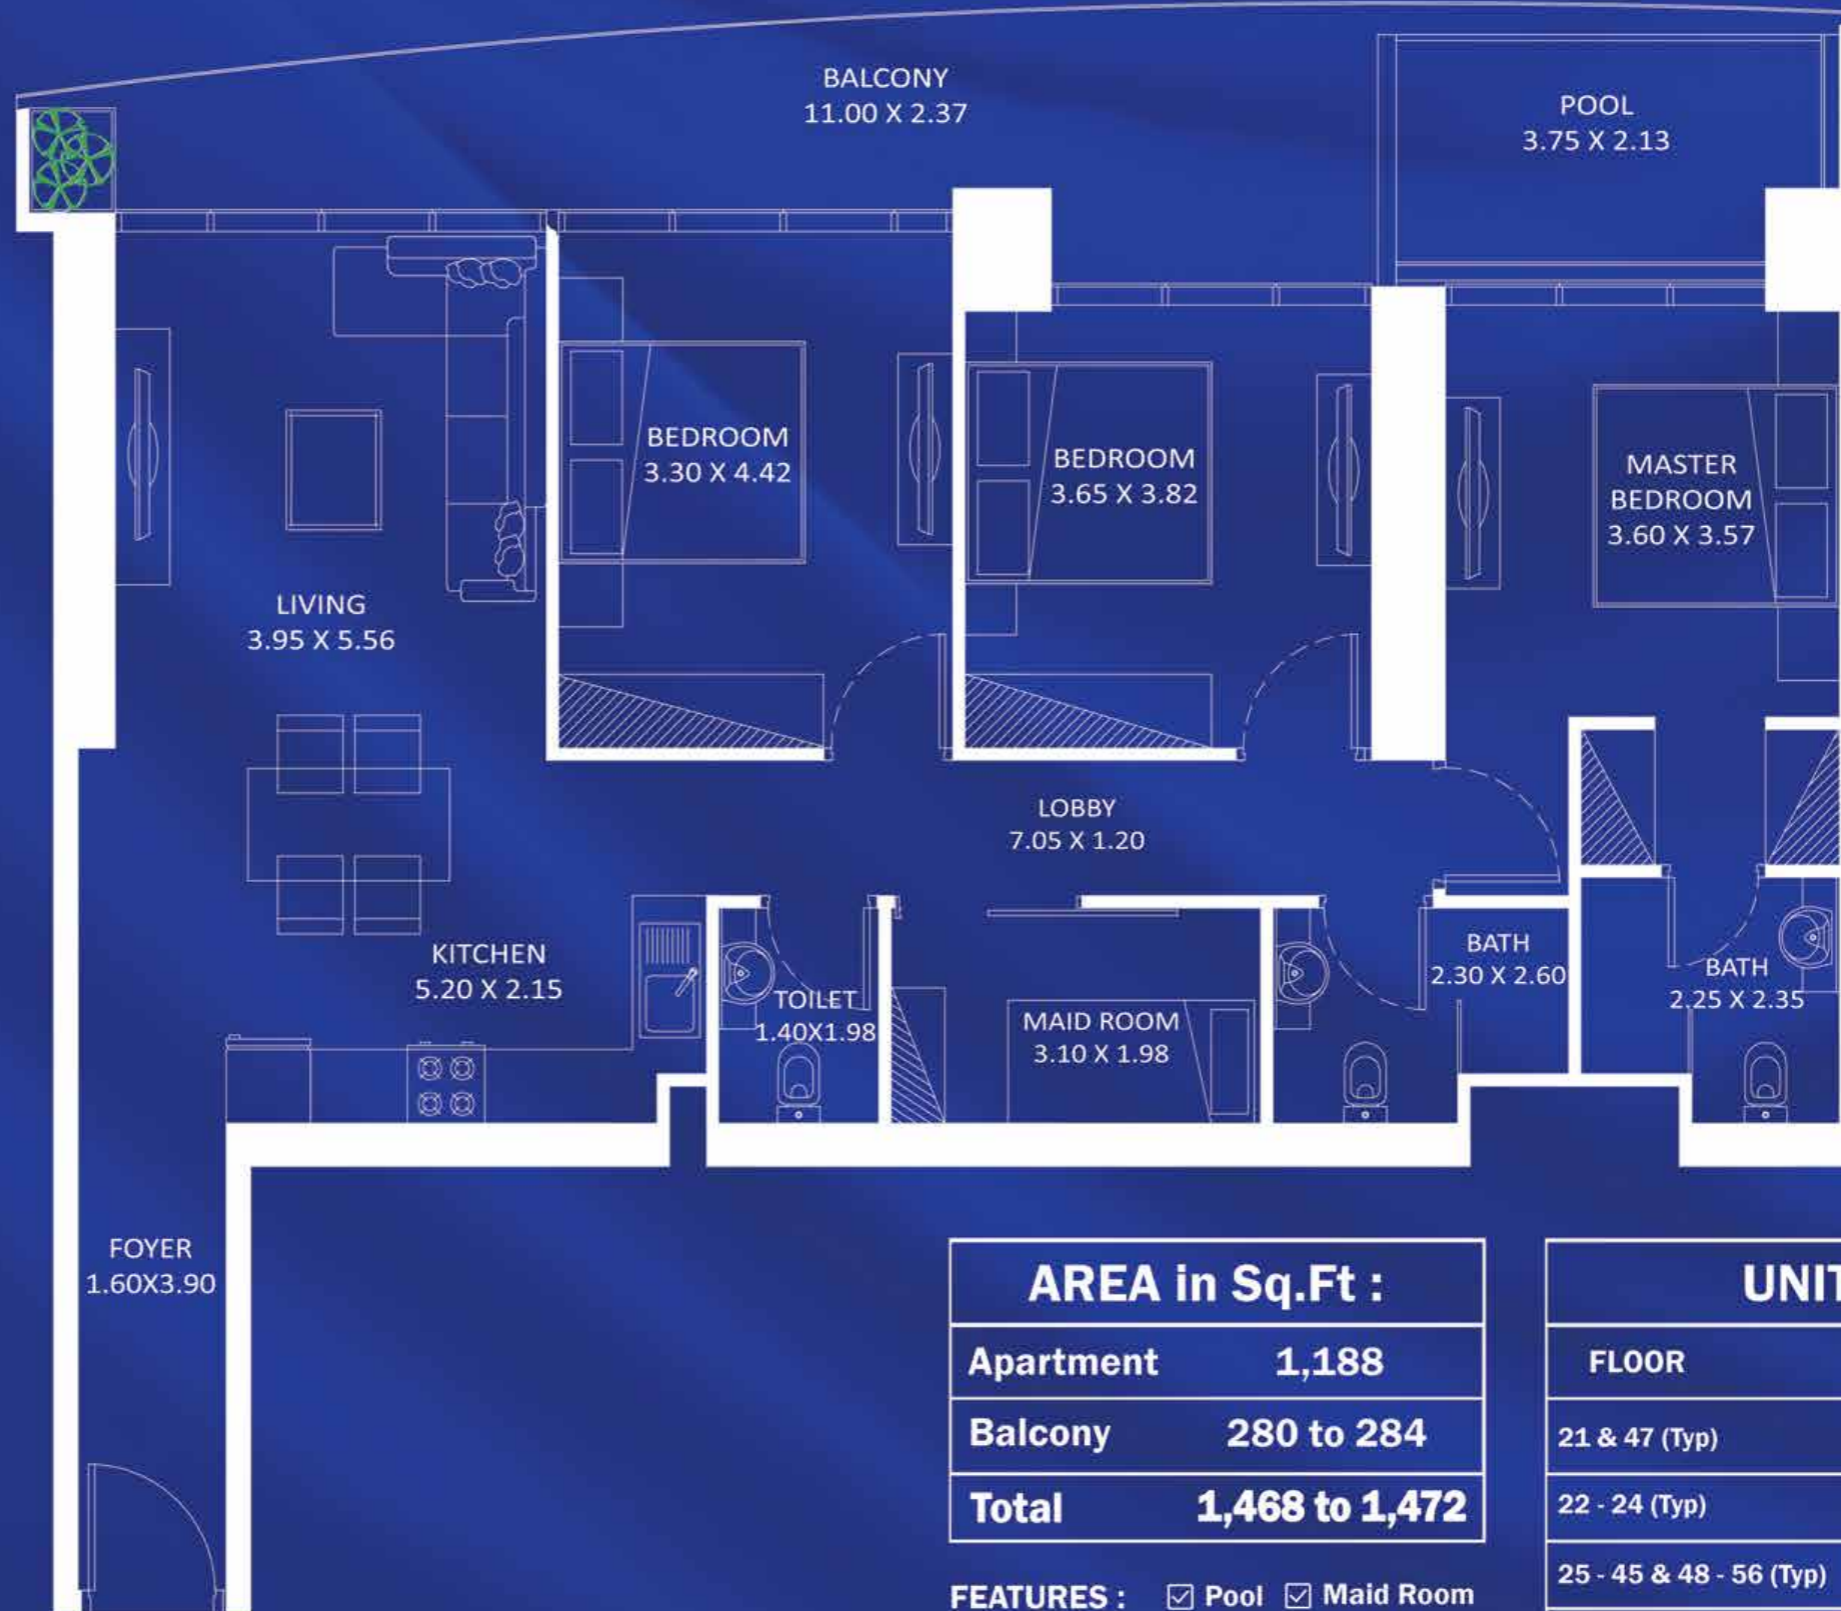 BALCONY
11.00 X 2.37
POOL
3.75 X 2.13
BEDROOM
3.30 X 4.42
BEDROOM
3.65 X 3.82
MASTER
BEDROOM
3.60 X 3.57
LIVING
3.95 X 5.56
LOBBY
7.05 X 1.20
KITCHEN
5.20 X 2.15
TOILET
1.40X1.98
MAID ROOM
3.10 X 1.98
BATH
2.30 X 2.60
BATH
2.25 X 2.35
FOYER
1.60X3.90
AREA in Sq.Ft :
Apartment 1,188
Balcony 280 to 284
Total 1,468 to 1,472
FEATURES : ☑ Pool ☑ Maid Room
UNIT
FLOOR
21 & 47 (Typ)
22 - 24 (Typ)
25 - 45 & 48 - 56 (Typ)